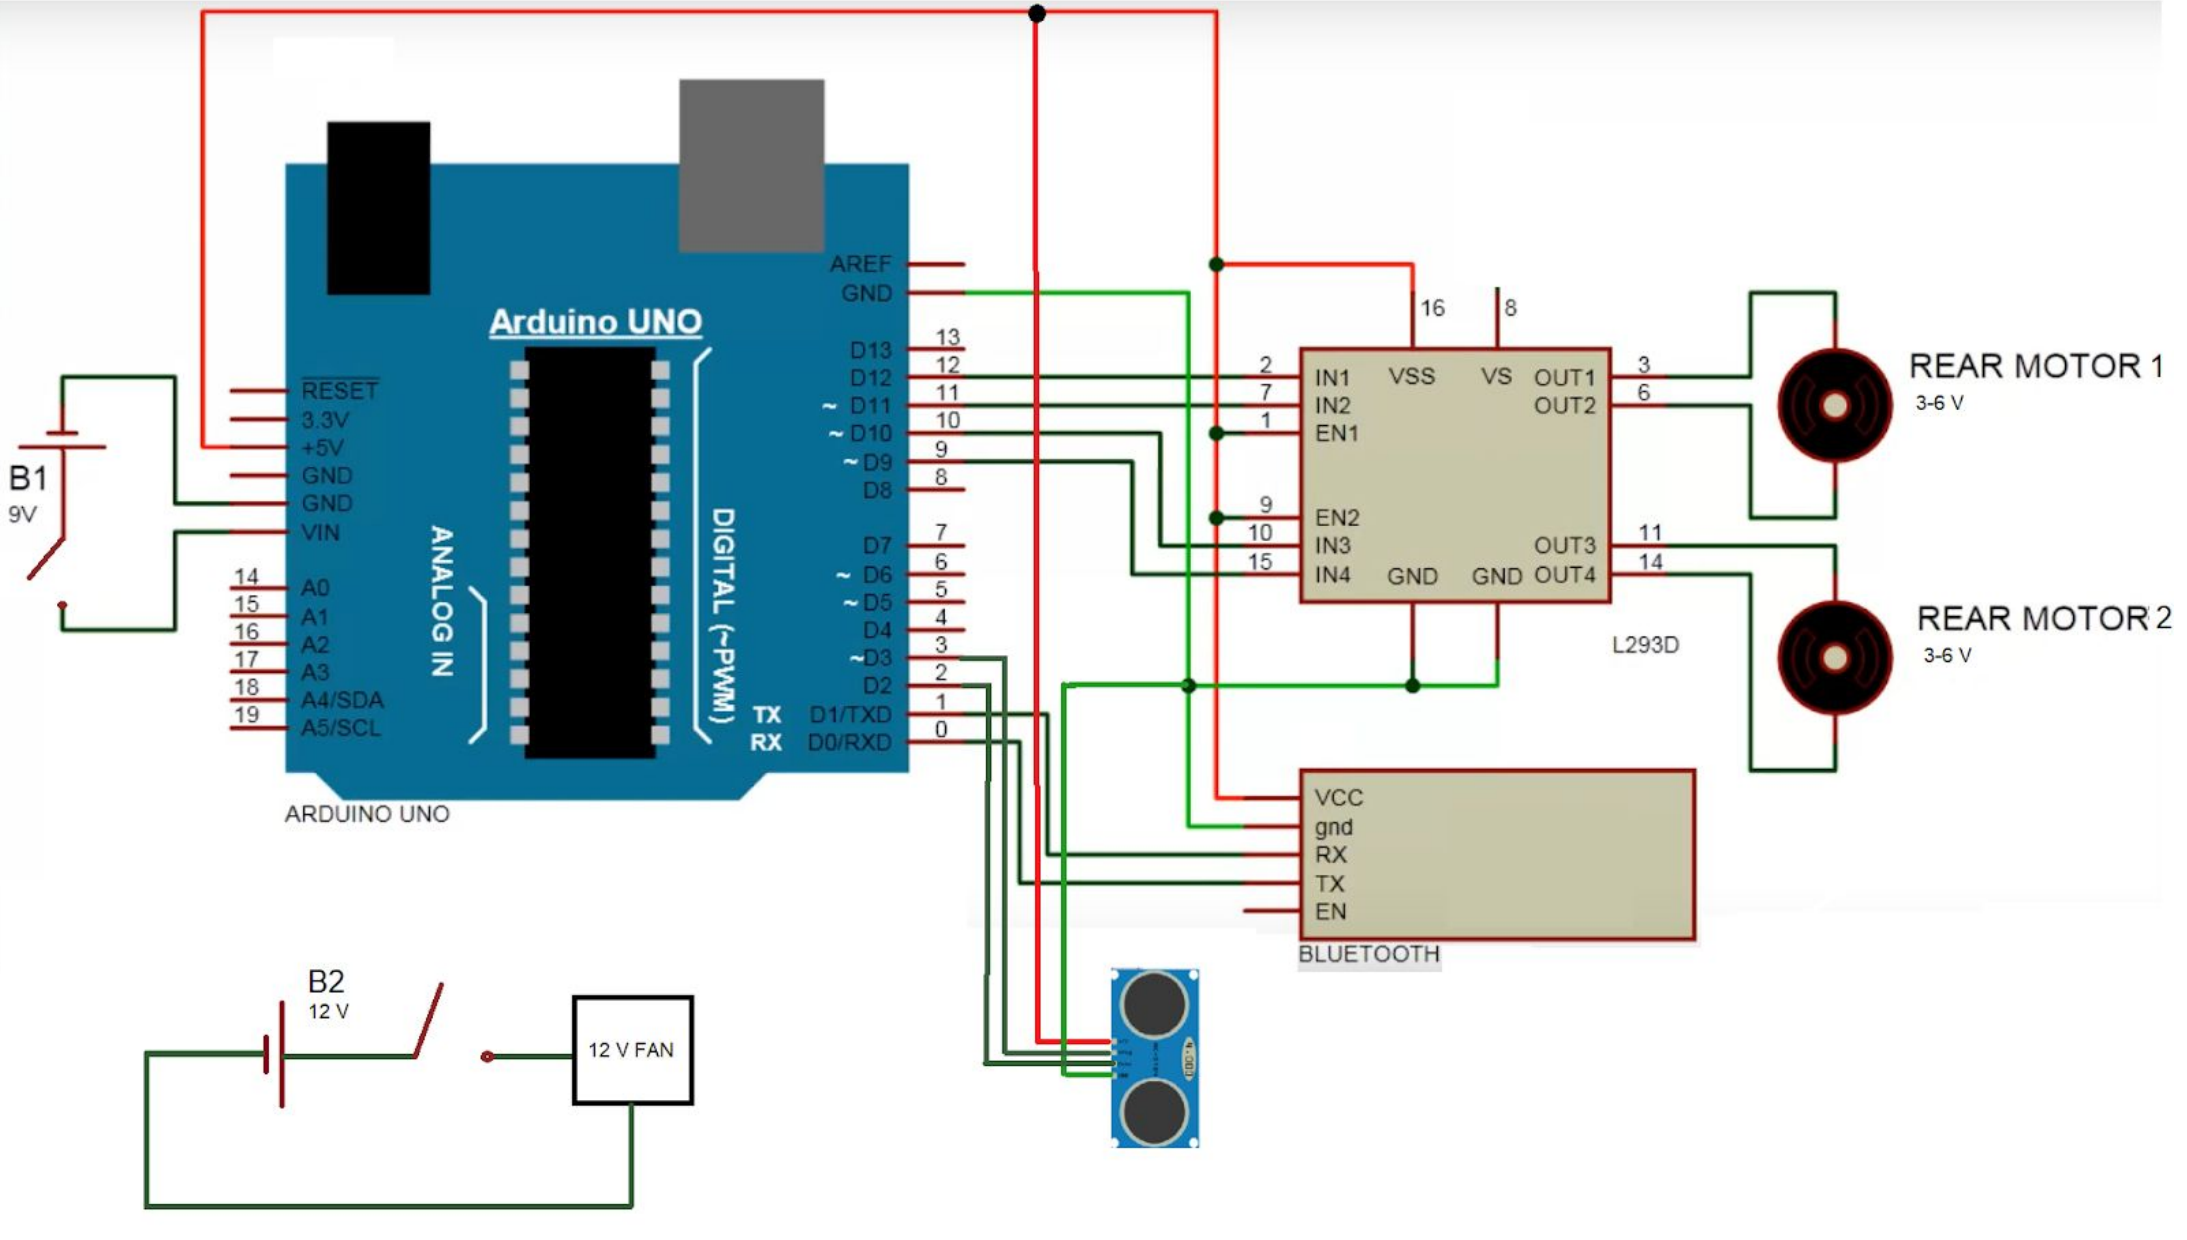 Arduino UNO
AREF
GND
13
D13
12
D12
11
~ D11
10
~ D10
9
~ D9
8
D8
7
D7
6
~ D6
5
~ D5
4
D4
3
~D3
2
D2
1
TX D1/TXD
0
RX D0/RXD
DIGITAL (~PWM)
ANALOG IN
RESET
3.3V
+5V
GND
GND
VIN
14
A0
15
A1
16
A2
17
A3
18
A4/SDA
19
A5/SCL
ARDUINO UNO
B1
9V
16
8
2
IN1
VSS
VS
OUT1
3
7
IN2
OUT2
6
1
EN1
9
EN2
10
IN3
OUT3
11
15
IN4
GND
GND
OUT4
14
L293D
REAR MOTOR 1
3-6 V
REAR MOTOR 2
3-6 V
VCC
gnd
RX
TX
EN
BLUETOOTH
B2
12 V
12 V FAN